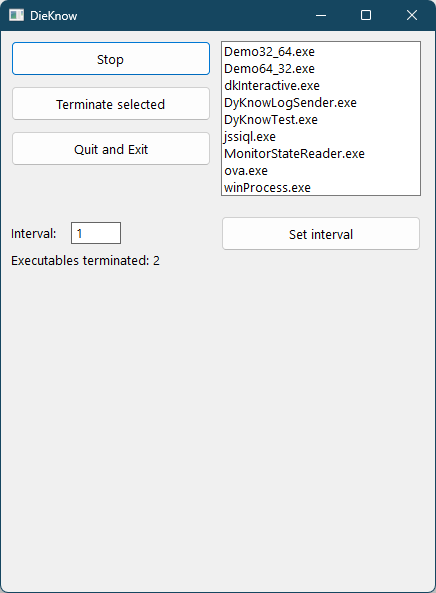 DieKnow
Stop
Terminate selected
Quit and Exit
Demo32_64.exe
Demo64_32.exe
dkInteractive.exe
DyKnowLogSender.exe
DyKnowTest.exe
jssiql.exe
MonitorStateReader.exe
ova.exe
winProcess.exe
Interval: 1
Set interval
Executables terminated: 2